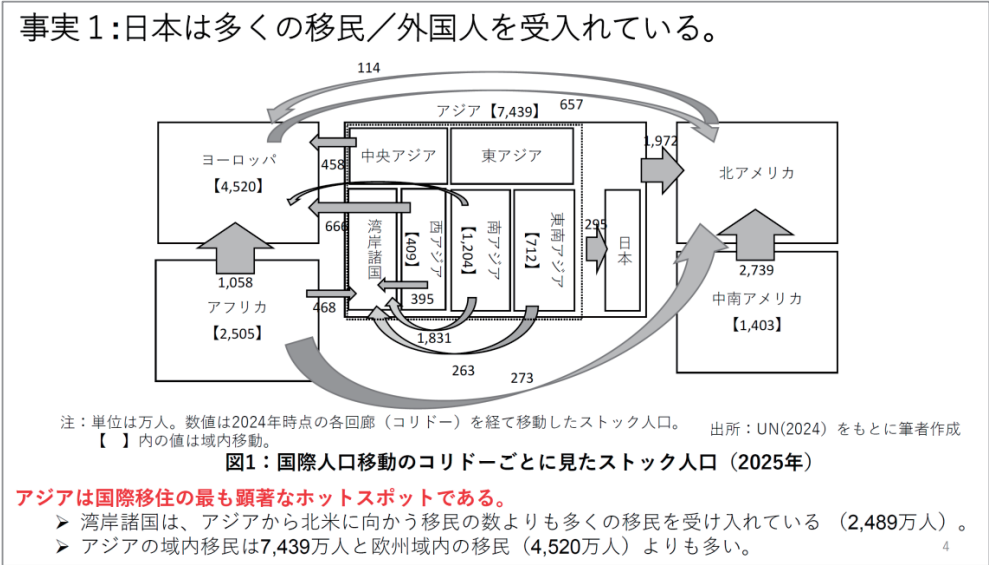 事実1:日本は多くの移民／外国人を受入れている。
114
657
アジア【7,439】
ヨーロッパ
【4,520】
458
中央アジア
東アジア
1,972
北アメリカ
666
湾岸諸国
西アジア
【409】
南アジア
【1,204】
東南アジア
【712】
295
日本
1,058
2,739
アフリカ
【2,505】
468
395
1,831
263
273
中南アメリカ
【1,403】
注：単位は万人。数値は2024年時点の各回廊（コリドー）を経て移動したストック人口。
【　】内の値は域内移動。
出所：UN(2024）をもとに筆者作成
図1：国際人口移動のコリドーごとに見たストック人口（2025年）
アジアは国際移住の最も顕著なホットスポットである。
➢ 湾岸諸国は、アジアから北米に向かう移民の数よりも多くの移民を受け入れている （2,489万人）。
➢ アジアの域内移民は7,439万人と欧州域内の移民（4,520万人）よりも多い。
4